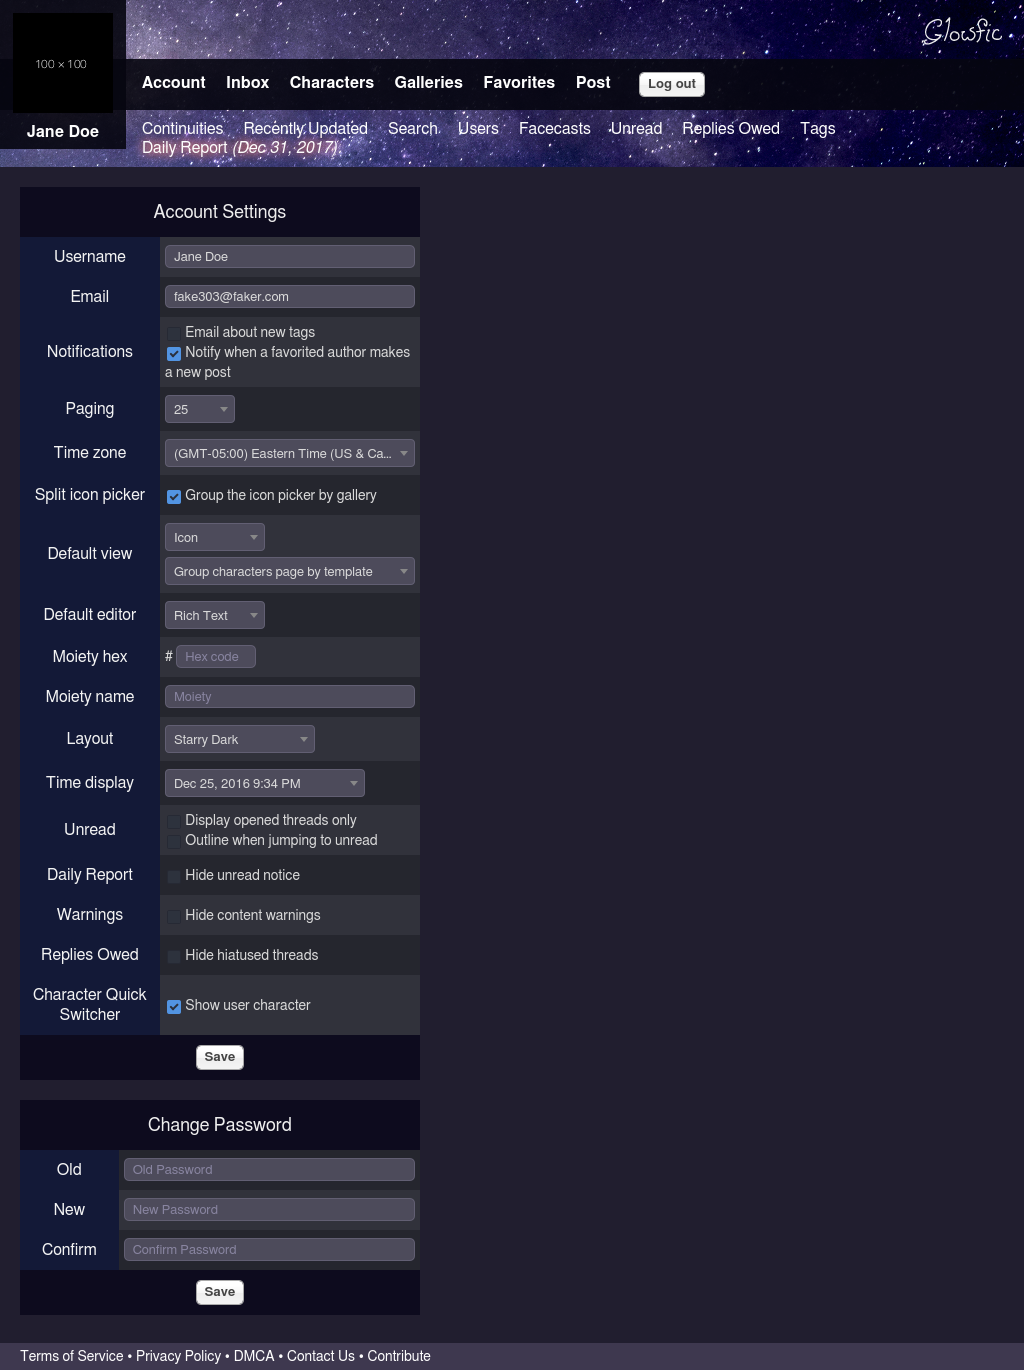 100 × 100
Glowfic
Account Inbox Characters Galleries Favorites Post Log out
Jane Doe
Continuities Recently Updated Search Users Facecasts Unread Replies Owed Tags
Daily Report (Dec 31, 2017)
Account Settings
Username Jane Doe
Email fake303@faker.com
Email about new tags
Notifications Notify when a favorited author makes
a new post
Paging 25
Time zone (GMT-05:00) Eastern Time (US & Ca...
Split icon picker Group the icon picker by gallery
Icon
Default view
Group characters page by template
Default editor Rich Text
Moiety hex # Hex code
Moiety name Moiety
Layout Starry Dark
Time display Dec 25, 2016 9:34 PM
Display opened threads only
Unread
Outline when jumping to unread
Daily Report Hide unread notice
Warnings Hide content warnings
Replies Owed Hide hiatused threads
Character Quick
Switcher
Show user character
Save
Change Password
Old Old Password
New New Password
Confirm Confirm Password
Save
Terms of Service • Privacy Policy • DMCA • Contact Us • Contribute